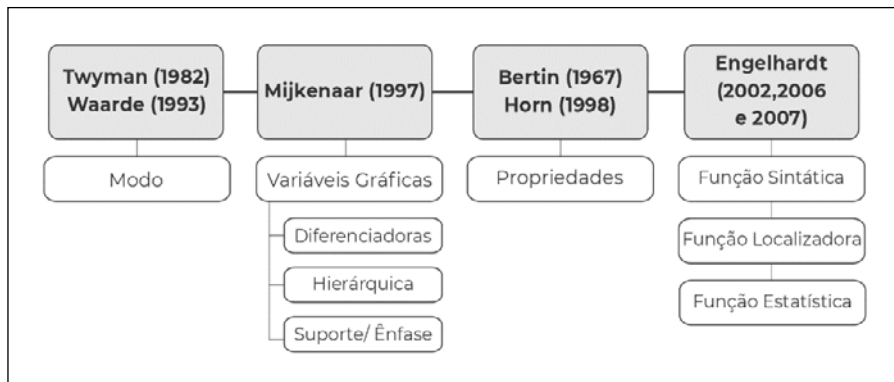 Twyman (1982)
Waarde (1993)
Mijkenaar (1997)
Bertin (1967)
Horn (1998)
Engelhardt
(2002,2006
e 2007)
Modo
Variáveis Gráficas
Propriedades
Função Sintática
Diferenciadoras
Função Localizadora
Hierárquica
Função Estatística
Suporte/ Ênfase